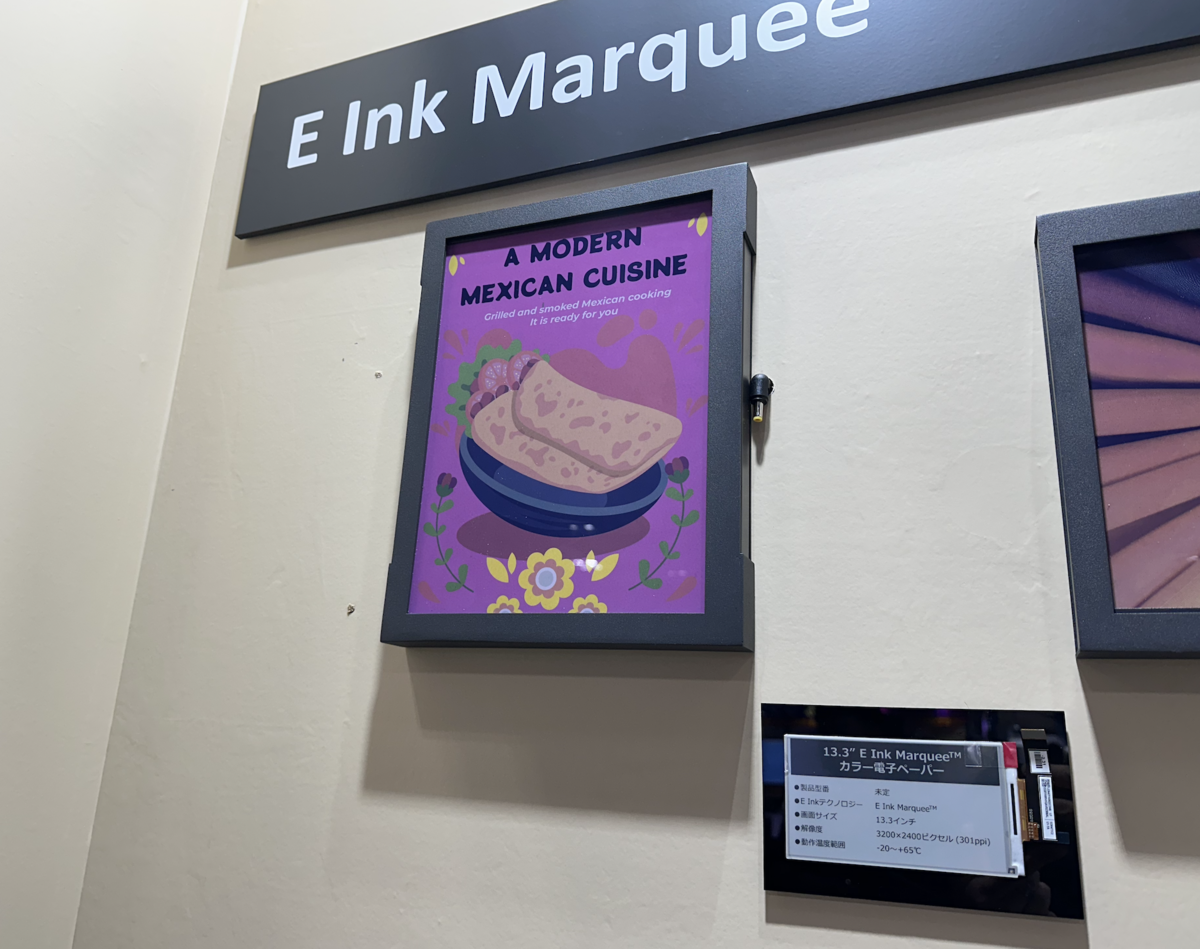 E Ink Marquee
A MODERN
MEXICAN CUISINE
Grilled and smoked Mexican cooking
It is ready for you
13.3” E Ink Marquee™
カラー電子ペーパー
●製品型番 未定
●E Inkテクノロジー E Ink Marquee™
●画面サイズ 13.3インチ
●解像度 3200×2400ピクセル (301ppi)
●動作温度範囲 -20～+65℃